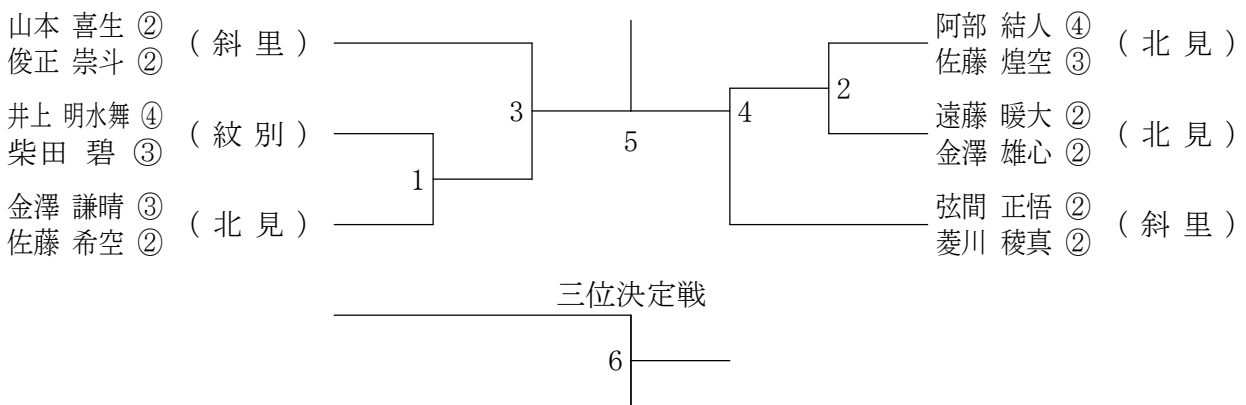 山本 喜生 ②
俊正 崇斗 ②
( 斜 里 )
井上 明水舞 ④
柴田 碧 ③
( 紋 別 )
金澤 謙晴 ③
佐藤 希空 ②
( 北 見 )
1
3
5
4
2
阿部 結人 ④
佐藤 煌空 ③
( 北 見 )
遠藤 暖大 ②
金澤 雄心 ②
( 北 見 )
弦間 正悟 ②
菱川 稜真 ②
( 斜 里 )
三位決定戦
6